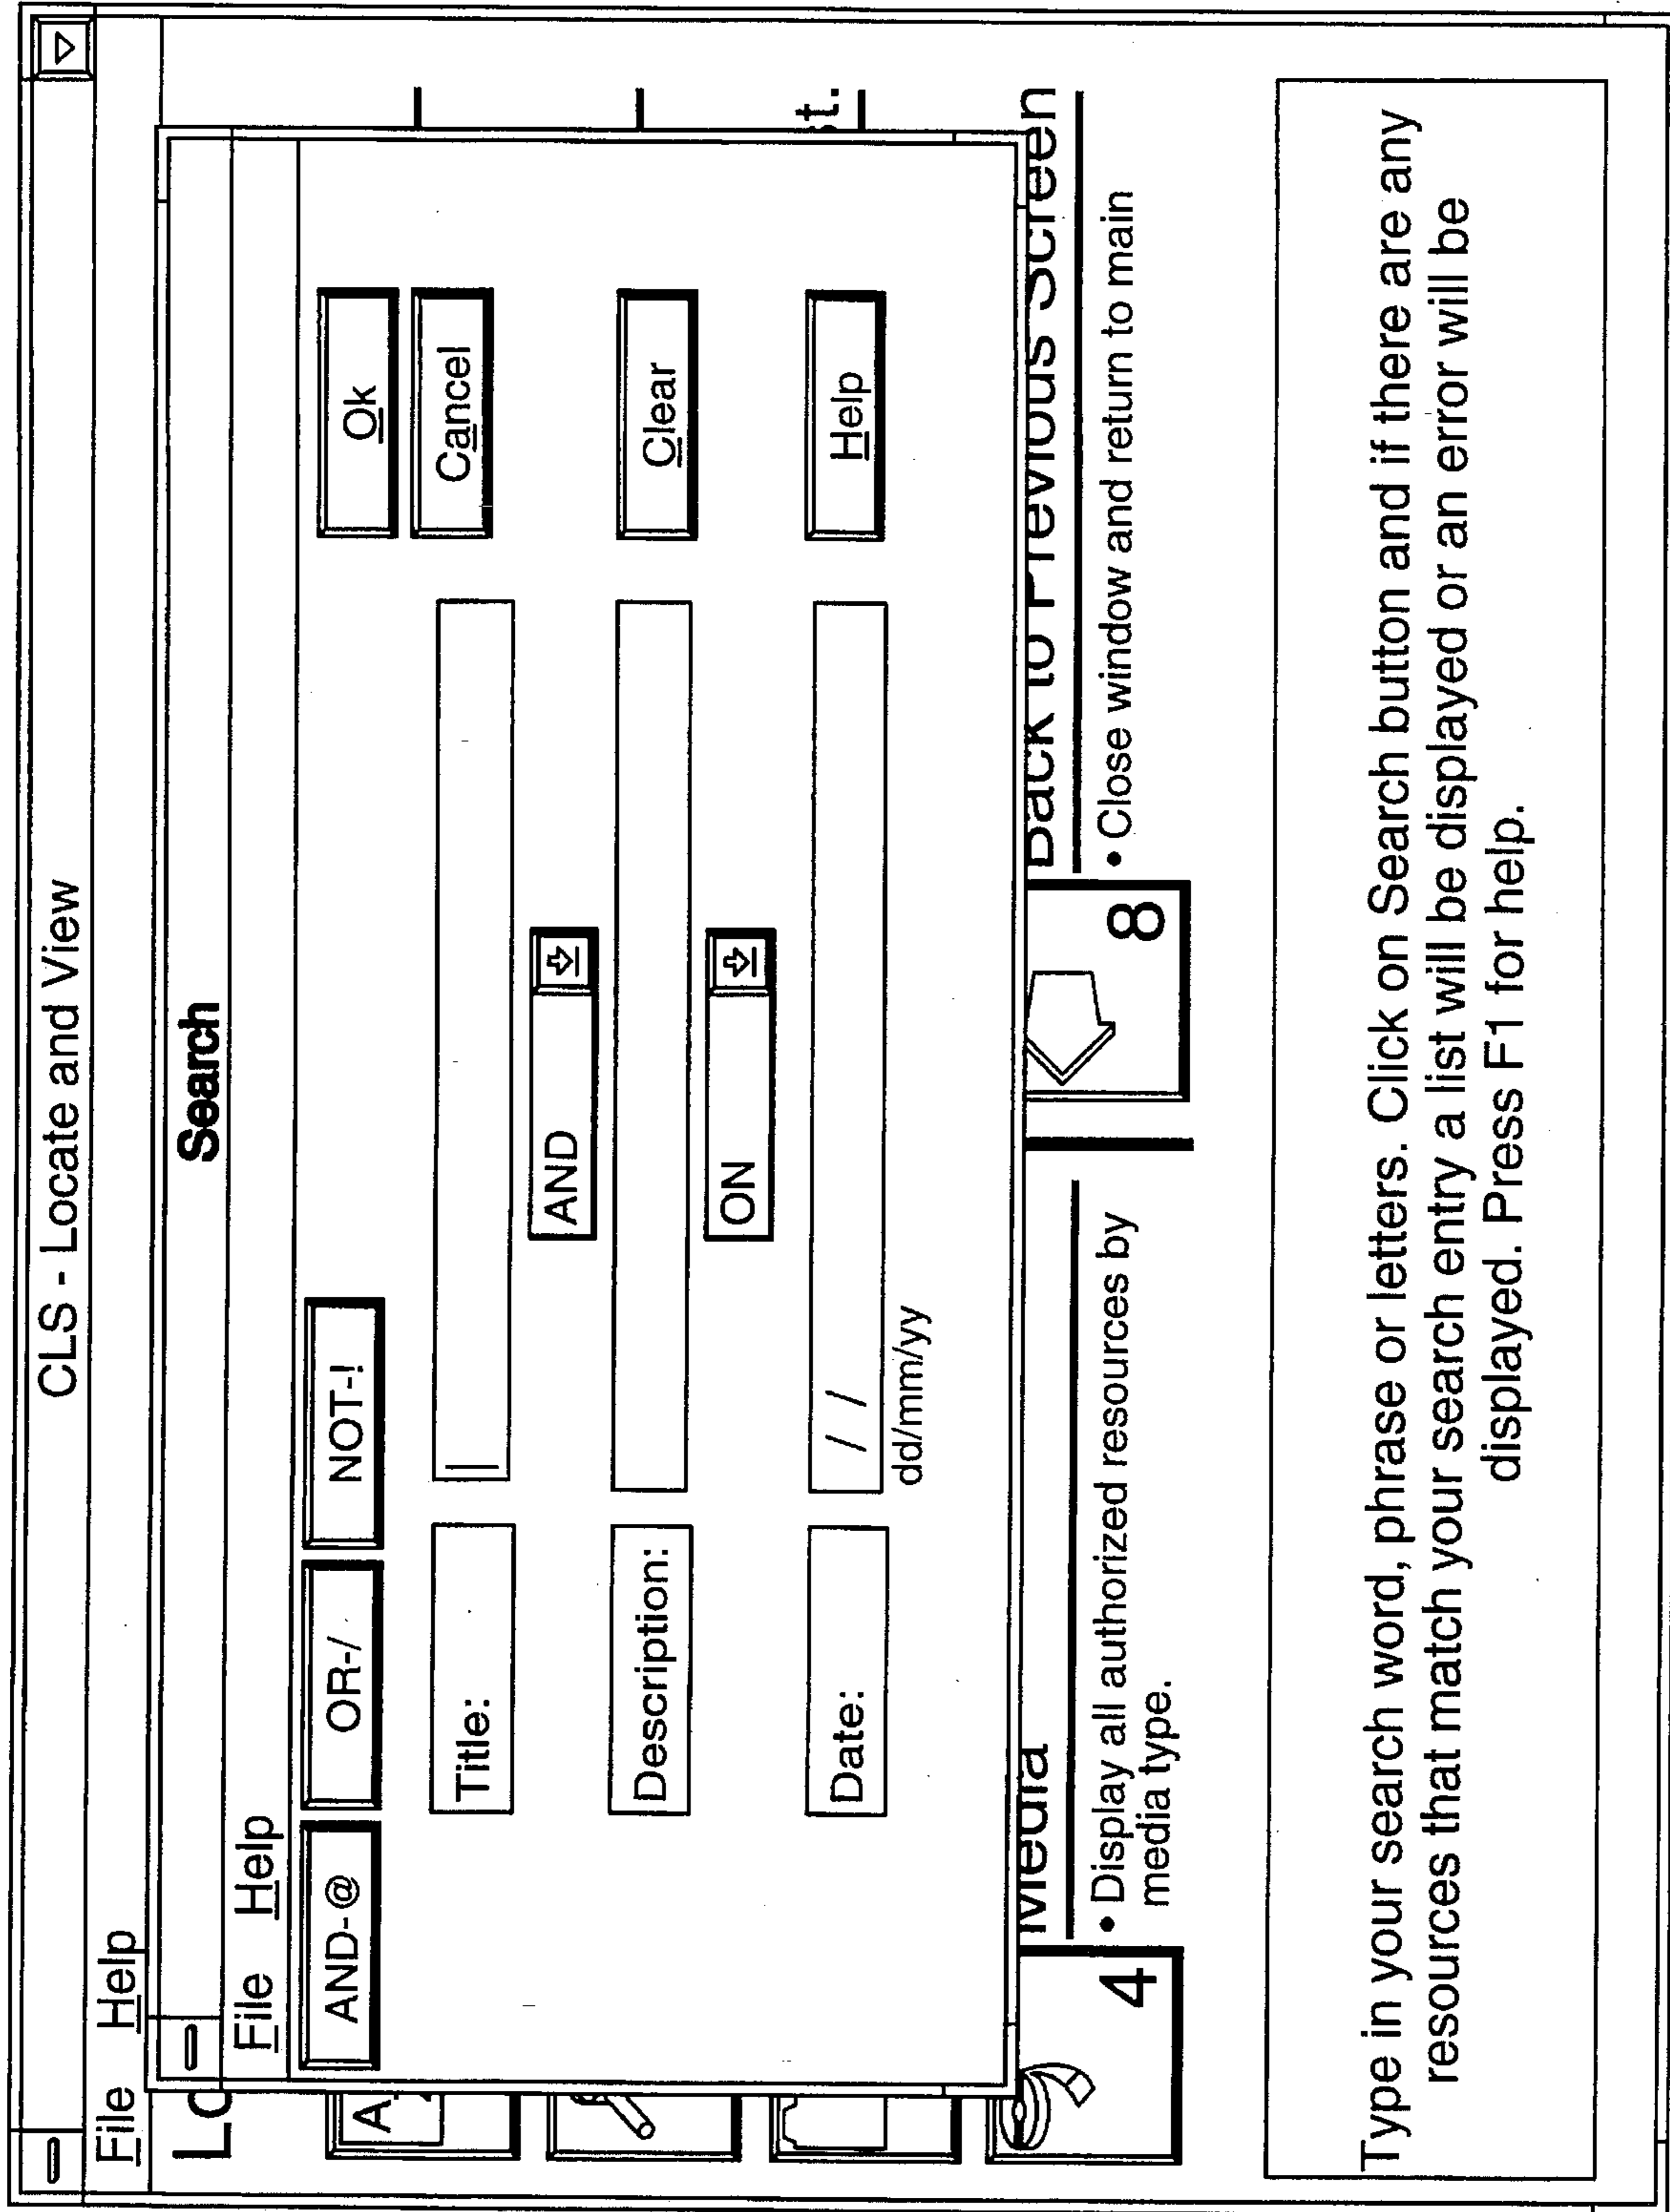 CLS - Locate and View
File Help
Search
File Help
AND-@ OR-/ NOT-! Ok
Cancel
Title:
AND
Description: Clear
ON
Date: / / Help
dd/mm/yy
st.
Media
4
• Display all authorized resources by
media type.
Back to Previous Screen
8
• Close window and return to main
Type in your search word, phrase or letters. Click on Search button and if there are any
resources that match your search entry a list will be displayed or an error will be
displayed. Press F1 for help.